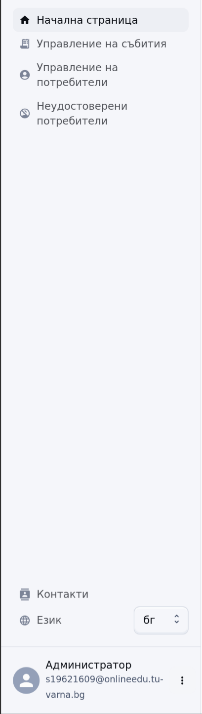 Начална страница
Управление на събития
Управление на
потребители
Неудостоверени
потребители
Контакти
Език
бг
Администратор
s19621609@onlineedu.tu-
varna.bg